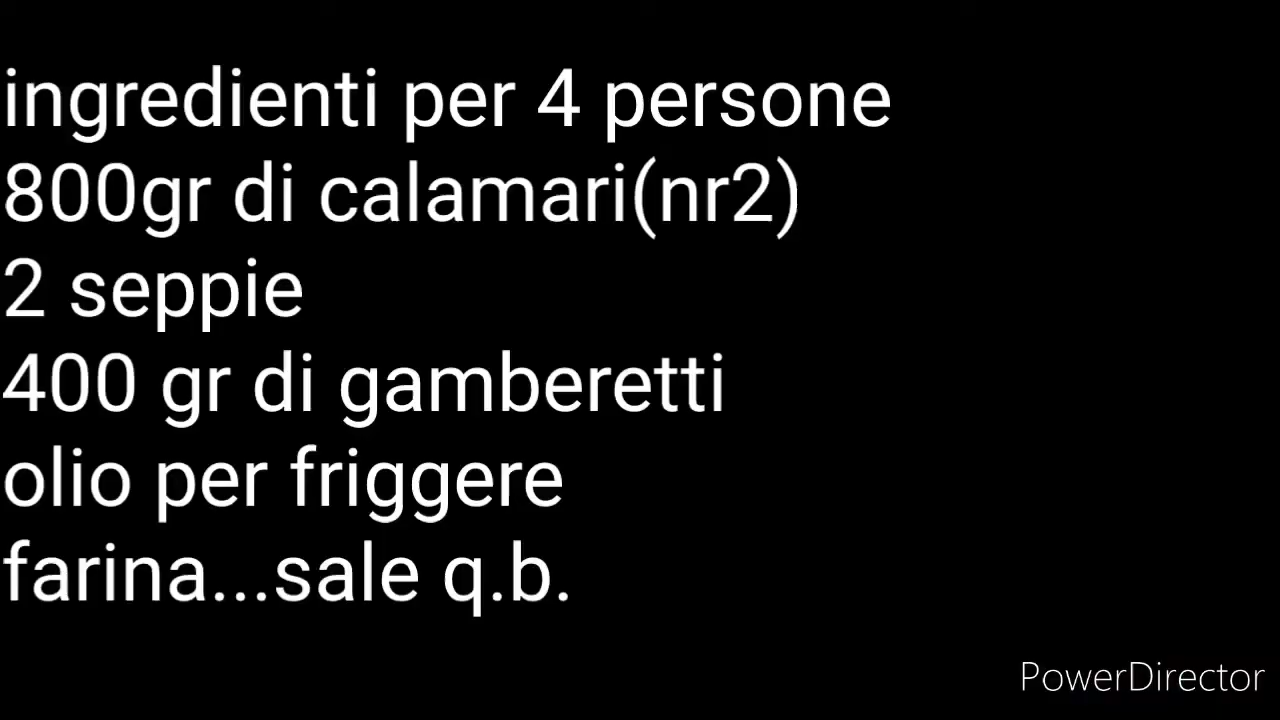 ingredienti per 4 persone
800gr di calamari(nr2)
2 seppie
400 gr di gamberetti
olio per friggere
farina...sale q.b.
PowerDirector